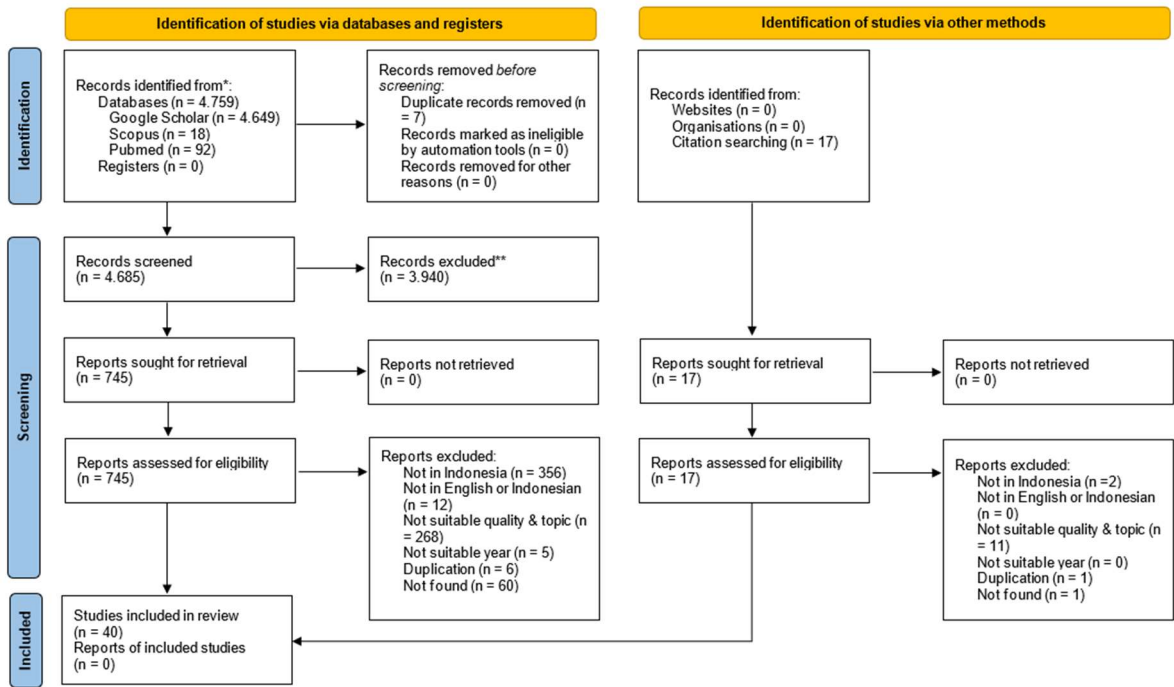 Identification of studies via databases and registers
Identification of studies via other methods
Identification
Records identified from*:
Databases (n = 4.759)
Google Scholar (n = 4.649)
Scopus (n = 18)
Pubmed (n = 92)
Registers (n = 0)
Records removed before
screening:
Duplicate records removed (n
= 7)
Records marked as ineligible
by automation tools (n = 0)
Records removed for other
reasons (n = 0)
Records identified from:
Websites (n = 0)
Organisations (n = 0)
Citation searching (n = 17)
Screening
Records screened
(n = 4.685)
Records excluded**
(n = 3.940)
Reports sought for retrieval
(n = 745)
Reports not retrieved
(n = 0)
Reports sought for retrieval
(n = 17)
Reports not retrieved
(n = 0)
Reports assessed for eligibility
(n = 745)
Reports excluded:
Not in Indonesia (n = 356)
Not in English or Indonesian
(n = 12)
Not suitable quality & topic (n
= 268)
Not suitable year (n = 5)
Duplication (n = 6)
Not found (n = 60)
Reports assessed for eligibility
(n = 17)
Reports excluded:
Not in Indonesia (n =2)
Not in English or Indonesian
(n = 0)
Not suitable quality & topic (n
= 11)
Not suitable year (n = 0)
Duplication (n = 1)
Not found (n = 1)
Included
Studies included in review
(n = 40)
Reports of included studies
(n = 0)